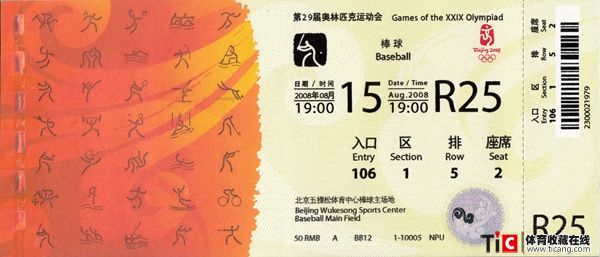 第29届奥林匹克运动会 Games of the XXIX Olympiad
棒球
Baseball
Beijing 2008
日期 / 时间
2008年08月
19:00
15
Date / Time
Aug.2008
19:00
R25
入口 区 排 座席
Entry Section Row Seat
106 1 5 2
北京五棵松体育中心棒球主场地
Beijing Wukesong Sports Center
Baseball Main Field
50 RMB A BB12 1-10005 NPU
入口 区 排 座席
Entry Section Row Seat
106 1 5 2
2300021979
R25
TiC 体育收藏在线
www.ticang.com